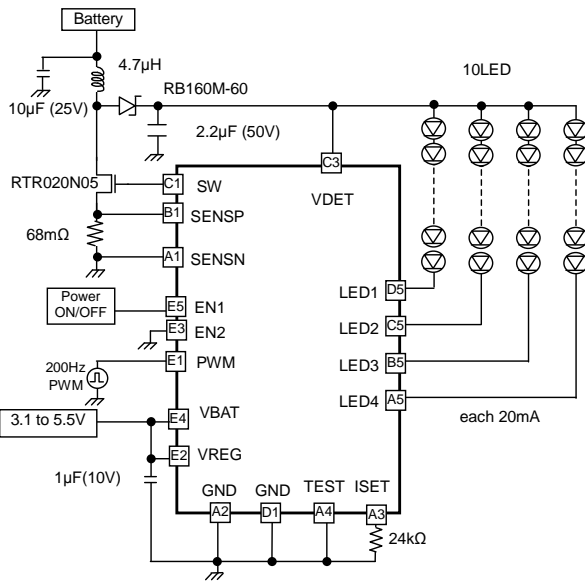 Battery
4.7μH
10μF (25V)
RB160M-60
2.2μF (50V)
10LED
RTR020N05
C1
SW
C3
VDET
B1
SENSP
68mΩ
A1
SENSN
Power
ON/OFF
E5
EN1
E3
EN2
200Hz
PWM
E1
PWM
3.1 to 5.5V
E4
VBAT
E2
VREG
1μF(10V)
LED1
D5
LED2
C5
LED3
B5
LED4
A5
each 20mA
GND
GND
TEST
ISET
A2
D1
A4
A3
24kΩ